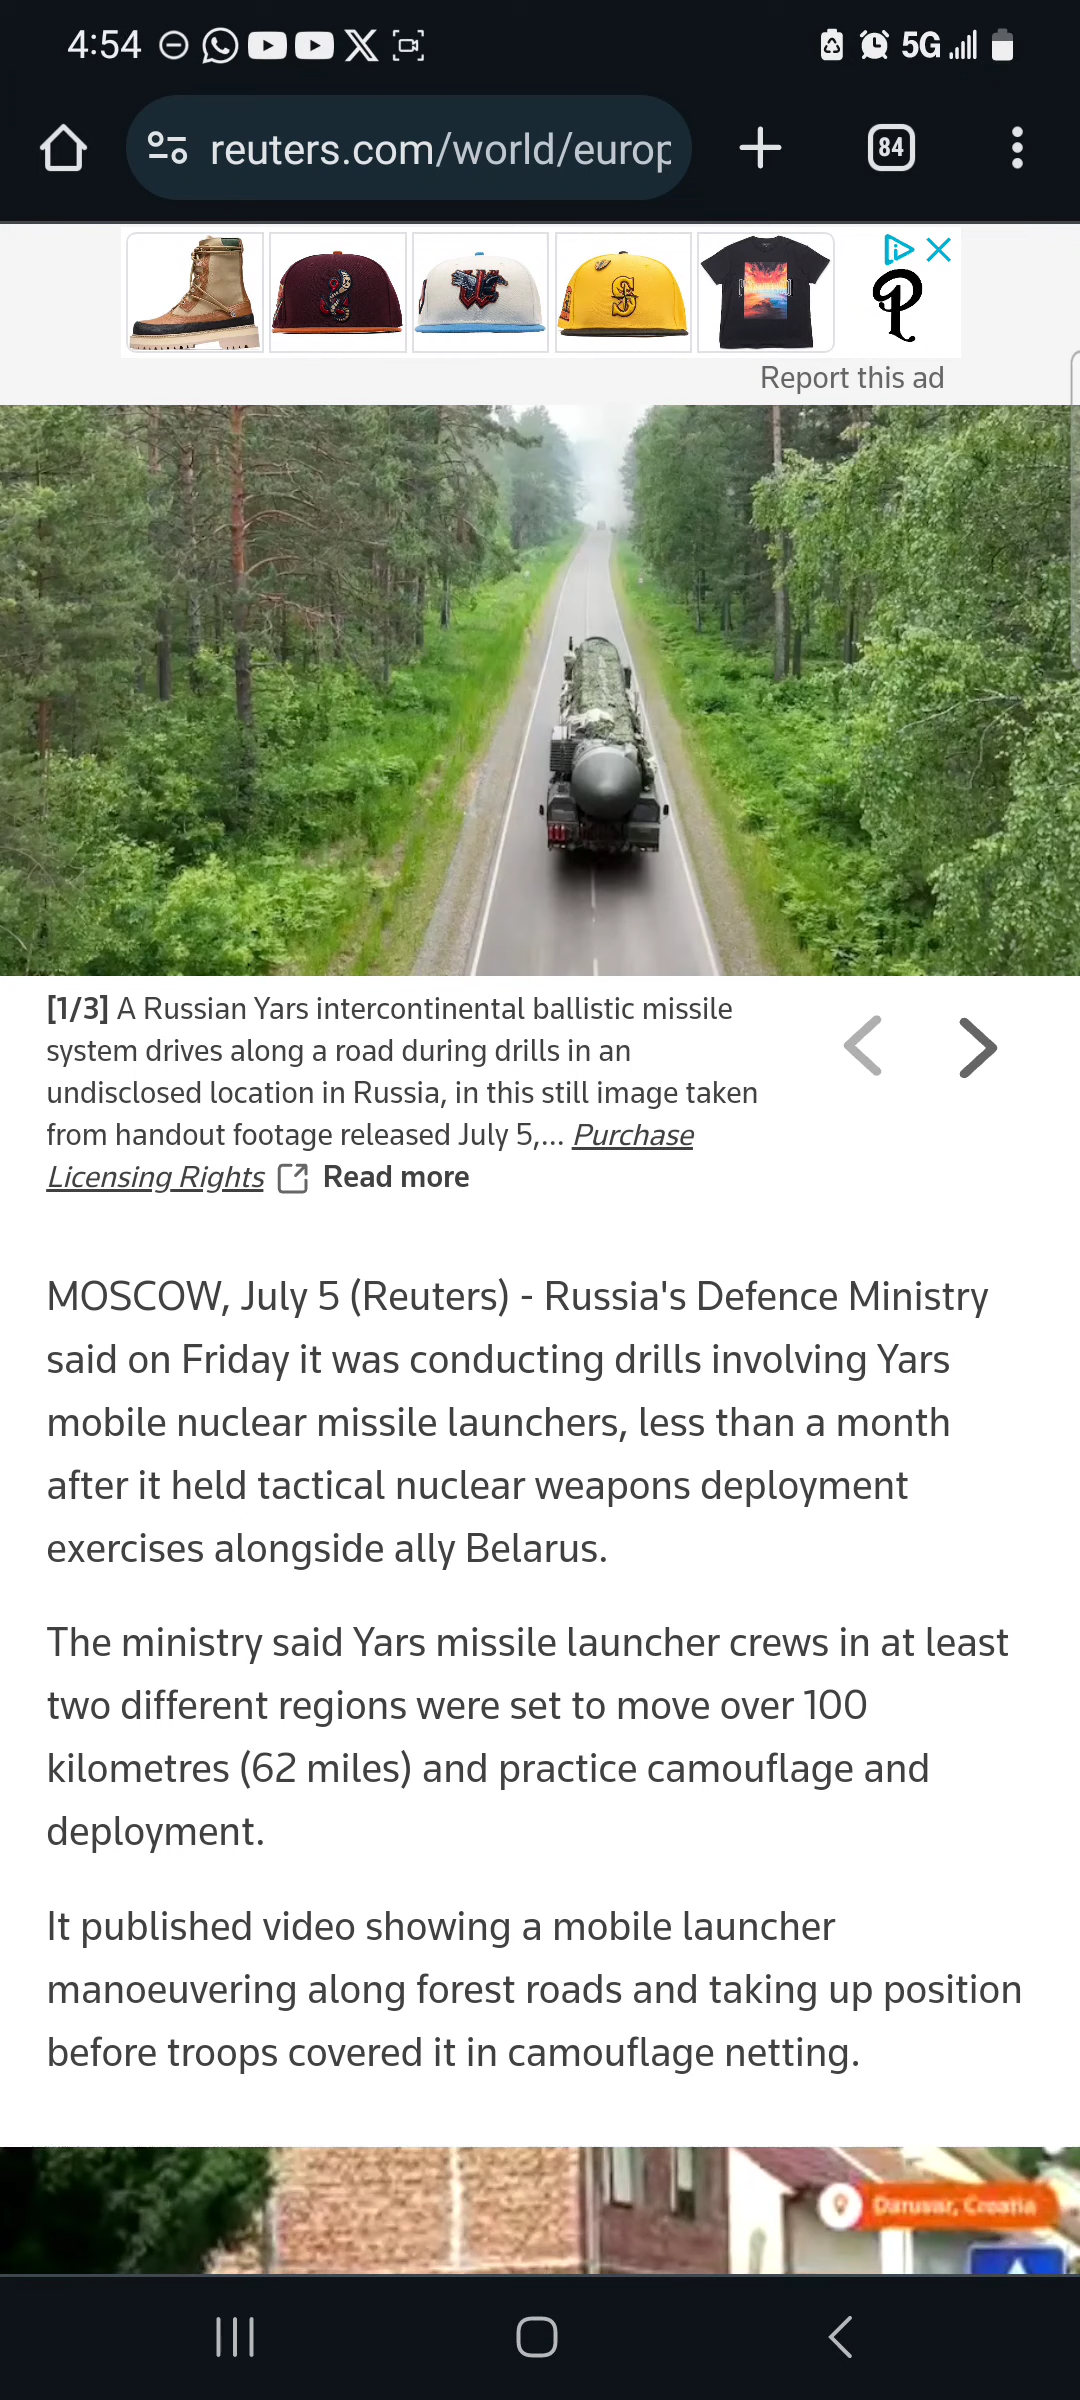 4:54
5G
reuters.com/world/europ
84
P
Report this ad
[1/3] A Russian Yars intercontinental ballistic missile
system drives along a road during drills in an
undisclosed location in Russia, in this still image taken
from handout footage released July 5,... Purchase
Licensing Rights Read more
MOSCOW, July 5 (Reuters) - Russia's Defence Ministry
said on Friday it was conducting drills involving Yars
mobile nuclear missile launchers, less than a month
after it held tactical nuclear weapons deployment
exercises alongside ally Belarus.
The ministry said Yars missile launcher crews in at least
two different regions were set to move over 100
kilometres (62 miles) and practice camouflage and
deployment.
It published video showing a mobile launcher
manoeuvering along forest roads and taking up position
before troops covered it in camouflage netting.
Daruvar, Croatia